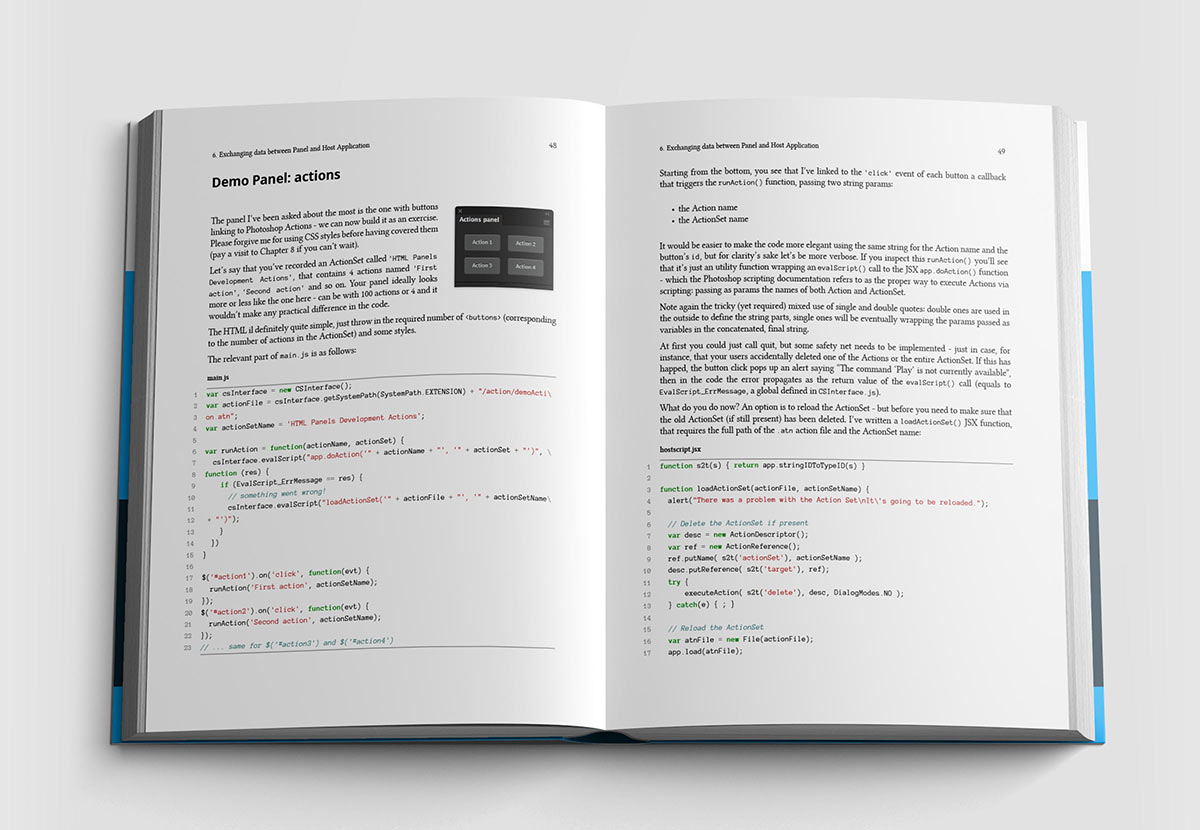 6. Exchanging data between Panel and Host Application
48
Demo Panel: actions
The panel I've been asked about the most is the one with buttons
linking to Photoshop Actions - we can now build it as an exercise.
Please forgive me for using CSS styles before having covered them
(pay a visit to Chapter 8 if you can't wait).
Let's say that you've recorded an ActionSet called 'HTML Panels
Development Actions', that contains 4 actions named 'First
action', 'Second action' and so on. Your panel ideally looks
more or less like the one here - can be with 100 actions or 4 and it
wouldn't make any practical difference in the code.
Actions panel
Action 1
Action 2
Action 3
Action 4
The HTML il definitely quite simple, just throw in the required number of <buttons> (corresponding
to the number of actions in the ActionSet) and some styles.
The relevant part of main.js is as follows:
main.js
1 var csInterface = new CSInterface();
2 var actionFile = csInterface.getSystemPath(SystemPath.EXTENSION) + "/action/demoActi\
3 on.atn";
4 var actionSetName = 'HTML Panels Development Actions';
5
6 var runAction = function(actionName, actionSet) {
7 csInterface.evalScript("app.doAction('" + actionName + "', '" + actionSet + "')", \
8 function (res) {
9 if (EvalScript_ErrMessage == res) {
10 // something went wrong!
11 csInterface.evalScript("loadActionSet('" + actionFile + "', '" + actionSetName\
12 + "')");
13 }
14 })
15 }
16
17 $('#action1').on('click', function(evt) {
18 runAction('First action', actionSetName);
19 });
20 $('#action2').on('click', function(evt) {
21 runAction('Second action', actionSetName);
22 });
23 // ... same for $('#action3') and $('#action4')
6. Exchanging data between Panel and Host Application
49
Starting from the bottom, you see that I've linked to the 'click' event of each button a callback
that triggers the runAction() function, passing two string params:
• the Action name
• the ActionSet name
It would be easier to make the code more elegant using the same string for the Action name and the
button's id, but for clarity's sake let's be more verbose. If you inspect this runAction() you'll see
that it's just an utility function wrapping an evalScript() call to the JSX app.doAction() function
- which the Photoshop scripting documentation refers to as the proper way to execute Actions via
scripting: passing as params the names of both Action and ActionSet.
Note again the tricky (yet required) mixed use of single and double quotes: double ones are used in
the outside to define the string parts, single ones will be eventually wrapping the params passed as
variables in the concatenated, final string.
At first you could just call quit, but some safety net needs to be implemented - just in case, for
instance, that your users accidentally deleted one of the Actions or the entire ActionSet. If this has
happed, the button click pops up an alert saying "The command 'Play' is not currently available",
then in the code the error propagates as the return value of the evalScript() call (equals to
EvalScript_ErrMessage, a global defined in CSInterface.js).
What do you do now? An option is to reload the ActionSet - but before you need to make sure that
the old ActionSet (if still present) has been deleted. I've written a loadActionSet() JSX function,
that requires the full path of the .atn action file and the ActionSet name:
hostscript.jsx
1 function s2t(s) { return app.stringIDToTypeID(s) }
2
3 function loadActionSet(actionFile, actionSetName) {
4 alert("There was a problem with the Action Set\nIt\'s going to be reloaded.");
5
6 // Delete the ActionSet if present
7 var desc = new ActionDescriptor();
8 var ref = new ActionReference();
9 ref.putName( s2t('actionSet'), actionSetName );
10 desc.putReference( s2t('target'), ref);
11 try {
12 executeAction( s2t('delete'), desc, DialogModes.NO );
13 } catch(e) { ; }
14
15 // Reload the ActionSet
16 var atnFile = new File(actionFile);
17 app.load(atnFile);